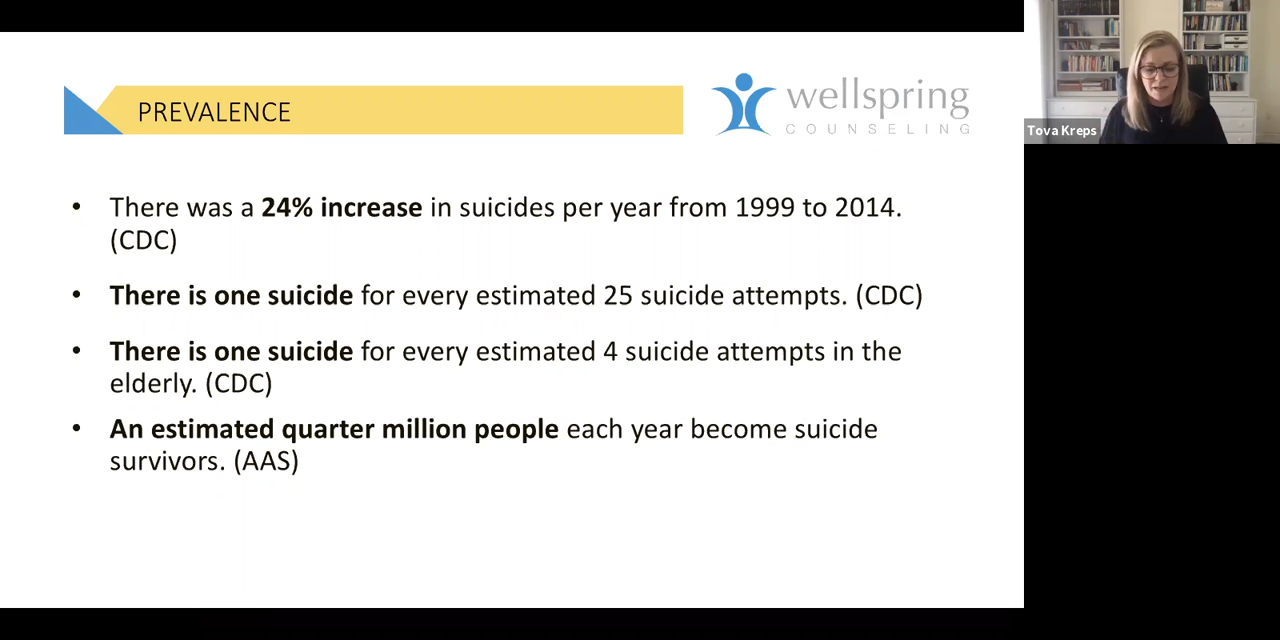 PREVALENCE
wellspring
COUNSELING
Tova Kreps
• There was a 24% increase in suicides per year from 1999 to 2014.
(CDC)
• There is one suicide for every estimated 25 suicide attempts. (CDC)
• There is one suicide for every estimated 4 suicide attempts in the
elderly. (CDC)
• An estimated quarter million people each year become suicide
survivors. (AAS)